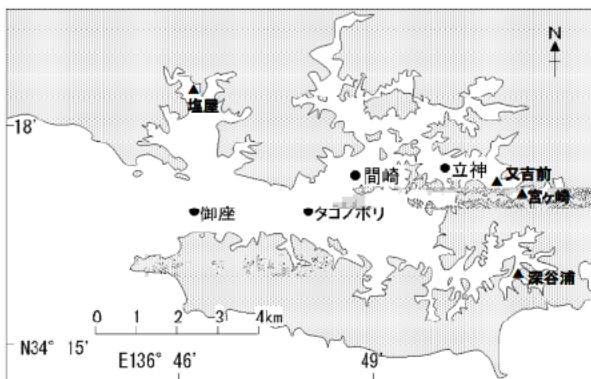 N
塩屋
18'
間崎
立神
又吉前
宮ヶ崎
御座
タコノボリ
深谷浦
0 1 2 3 4km
N34° 15'
E136° 46'
49'